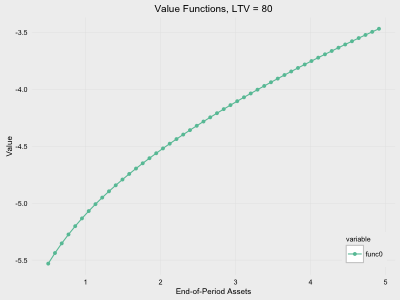 Value Functions, LTV = 80
-3.5
-4.0
-4.5
-5.0
-5.5
Value
1 2 3 4 5
End-of-Period Assets
variable
func0